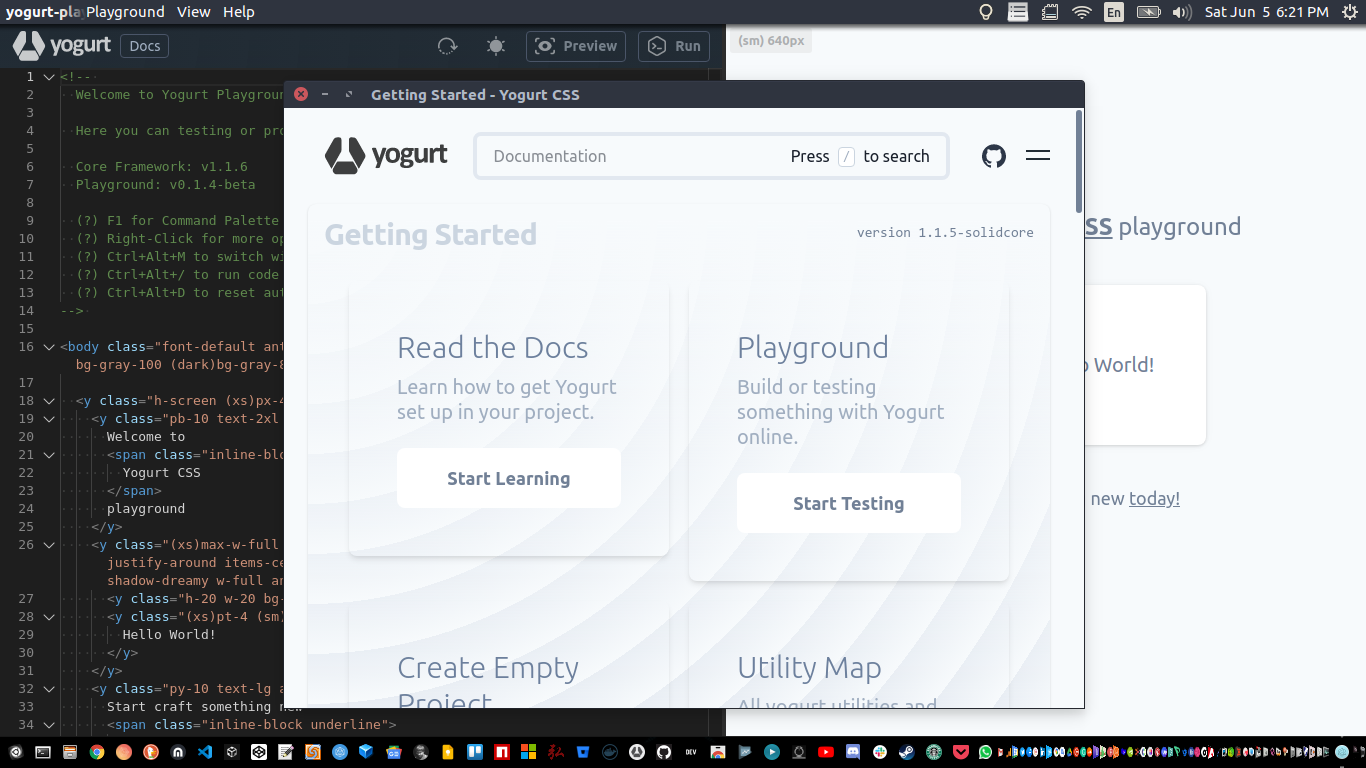 yogurt-pla Playground View Help
En
Sat Jun 5 6:21 PM
yogurt Docs
Preview
Run
(sm) 640px
1 <!--
2 Welcome to Yogurt Playgroun
3
4 Here you can testing or pro
5
6 Core Framework: v1.1.6
7 Playground: v0.1.4-beta
8
9 (?) F1 for Command Palette
10 (?) Right-Click for more op
11 (?) Ctrl+Alt+M to switch wi
12 (?) Ctrl+Alt+/ to run code
13 (?) Ctrl+Alt+D to reset aut
14 -->
15
16 <body class="font-default ant
bg-gray-100 (dark)bg-gray-8
17
18 <y class="h-screen (xs)px-4
19 <y class="pb-10 text-2xl
20 Welcome to
21 <span class="inline-blo
22 Yogurt CSS
23 </span>
24 playground
25 </y>
26 <y class="(xs)max-w-full
justify-around items-ce
shadow-dreamy w-full an
27 <y class="h-20 w-20 bg-
28 <y class="(xs)pt-4 (sm)
29 Hello World!
30 </y>
31 </y>
32 <y class="py-10 text-lg a
33 Start craft something new
34 <span class="inline-block underline">
Getting Started - Yogurt CSS
yogurt
Documentation
Press / to search
Getting Started
version 1.1.5-solidcore
Read the Docs
Learn how to get Yogurt
set up in your project.
Start Learning
Playground
Build or testing
something with Yogurt
online.
Start Testing
Create Empty
Project
Utility Map
All yogurt utilities and
SS playground
World!
new today!
DEV